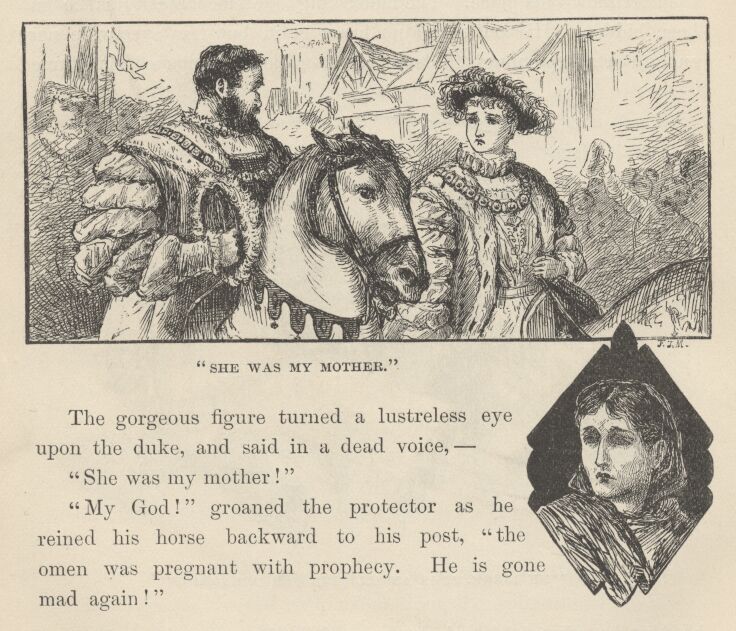 F.T.M.
"SHE WAS MY MOTHER."
The gorgeous figure turned a lustreless eye
upon the duke, and said in a dead voice, —
"She was my mother!"
"My God!" groaned the protector as he
reined his horse backward to his post, "the
omen was pregnant with prophecy. He is gone
mad again!"